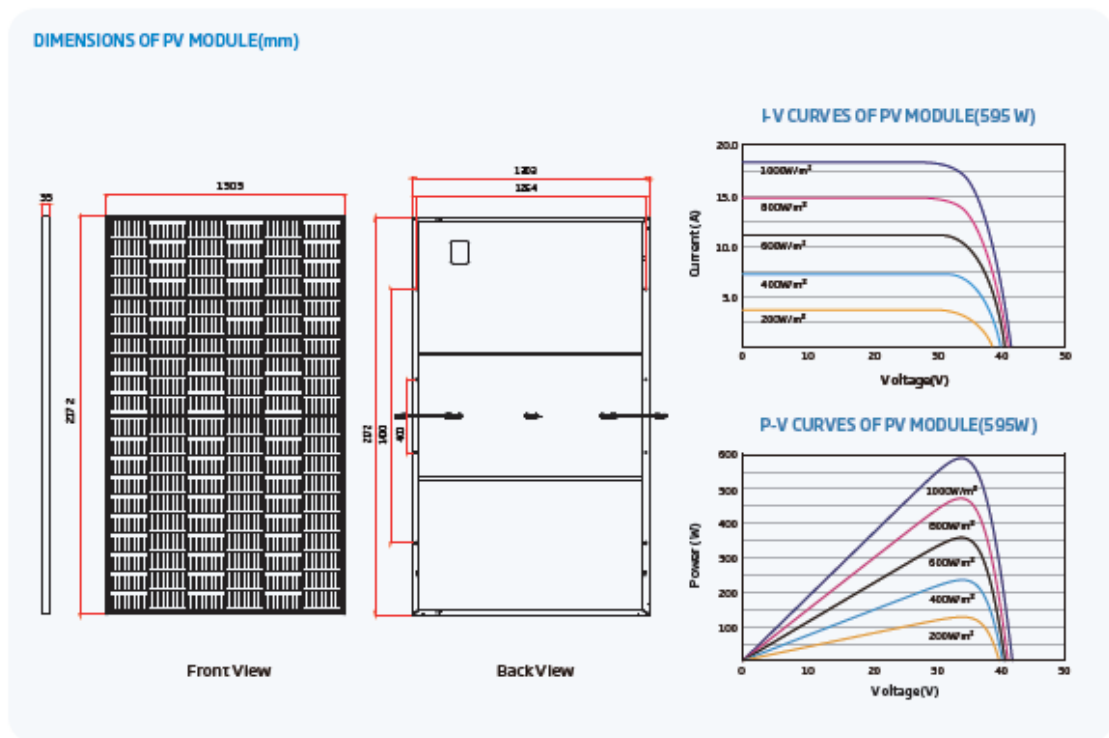 DIMENSIONS OF PV MODULE(mm)
35
1303
2172
Front View
1303
1264
2172
1400
400
Back View
I-V CURVES OF PV MODULE(595 W)
Current (A)
20.0
15.0
10.0
5.0
1000W/m²
800W/m²
600W/m²
400W/m²
200W/m²
0 10 20 30 40 50
Voltage(V)
P-V CURVES OF PV MODULE(595W)
Power (W)
600
500
400
300
200
100
1000W/m²
800W/m²
600W/m²
400W/m²
200W/m²
0 10 20 30 40 50
Voltage(V)